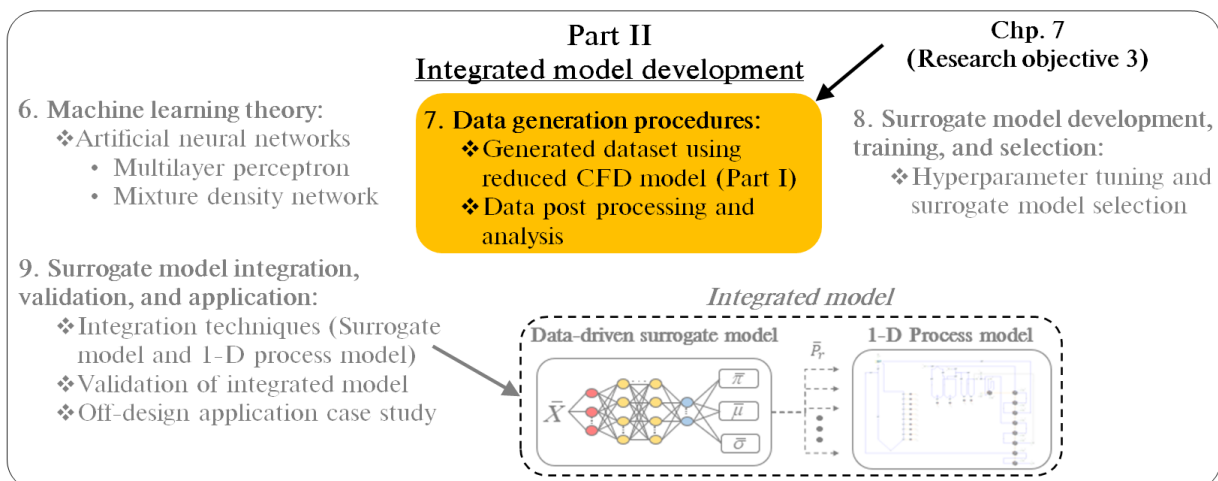 Part II
Integrated model development
Chp. 7
(Research objective 3)
6. Machine learning theory:
❖Artificial neural networks
• Multilayer perceptron
• Mixture density network
7. Data generation procedures:
❖Generated dataset using
reduced CFD model (Part I)
❖Data post processing and
analysis
8. Surrogate model development,
training, and selection:
❖Hyperparameter tuning and
surrogate model selection
9. Surrogate model integration,
validation, and application:
❖Integration techniques (Surrogate
model and 1-D process model)
❖Validation of integrated model
❖Off-design application case study
Integrated model
Data-driven surrogate model
X̄
π̄
μ̄
σ̄
P̄r
1-D Process model